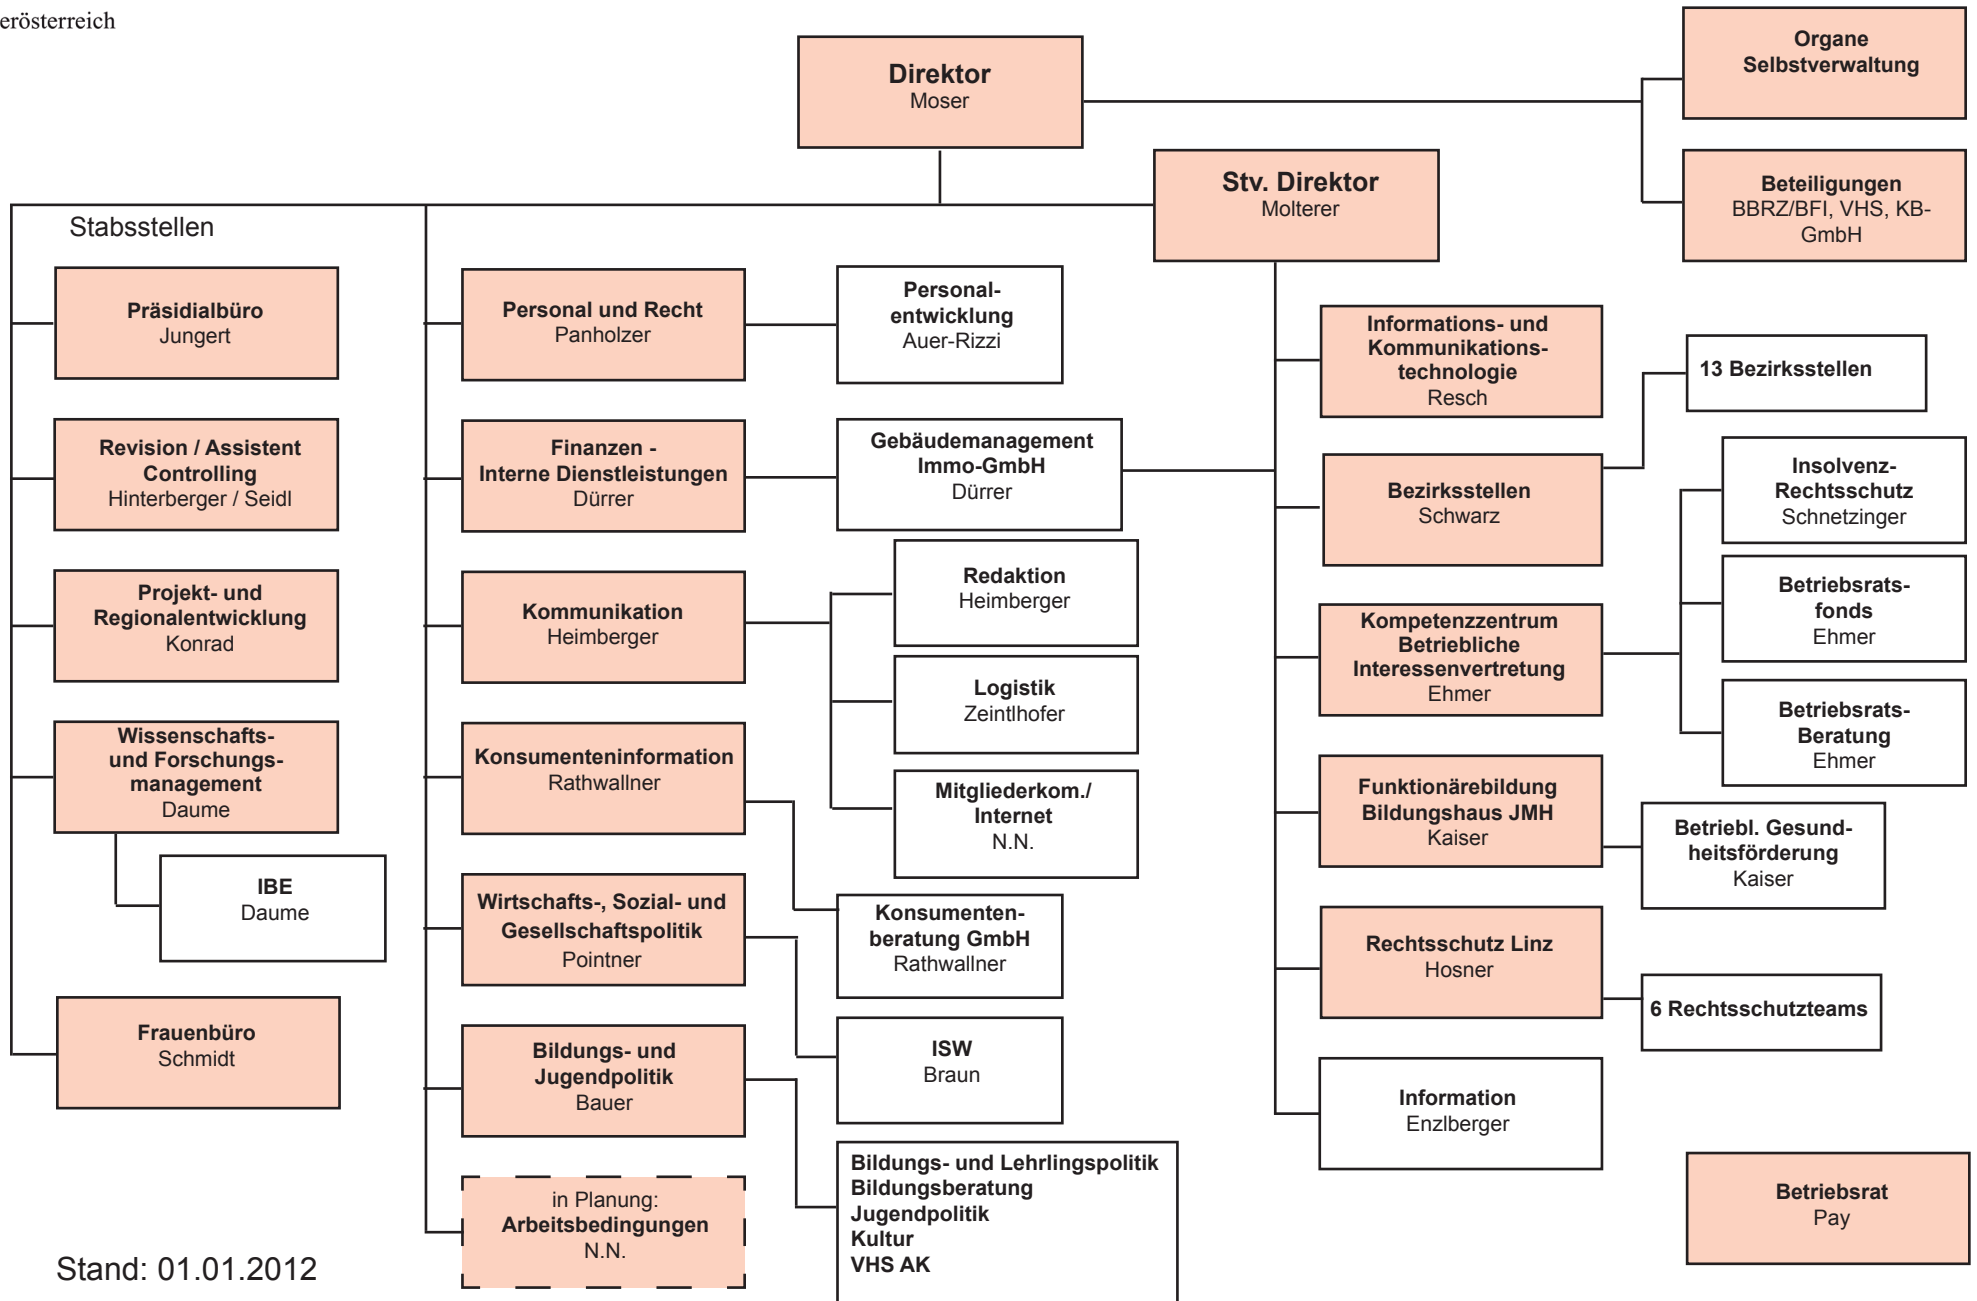 erösterreich
Direktor
Moser
Organe
Selbstverwaltung
Beteiligungen
BBRZ/BFI, VHS, KB-
GmbH
Stv. Direktor
Molterer
Stabsstellen
Präsidialbüro
Jungert
Revision / Assistent
Controlling
Hinterberger / Seidl
Projekt- und
Regionalentwicklung
Konrad
Wissenschafts-
und Forschungs-
management
Daume
IBE
Daume
Frauenbüro
Schmidt
Personal und Recht
Panholzer
Personal-
entwicklung
Auer-Rizzi
Finanzen -
Interne Dienstleistungen
Dürrer
Gebäudemanagement
Immo-GmbH
Dürrer
Kommunikation
Heimberger
Redaktion
Heimberger
Logistik
Zeintlhofer
Mitgliederkom./
Internet
N.N.
Konsumenteninformation
Rathwallner
Konsumenten-
beratung GmbH
Rathwallner
Wirtschafts-, Sozial- und
Gesellschaftspolitik
Pointner
ISW
Braun
Bildungs- und
Jugendpolitik
Bauer
Bildungs- und Lehrlingspolitik
Bildungsberatung
Jugendpolitik
Kultur
VHS AK
in Planung:
Arbeitsbedingungen
N.N.
Informations- und
Kommunikations-
technologie
Resch
Bezirksstellen
Schwarz
13 Bezirksstellen
Kompetenzzentrum
Betriebliche
Interessenvertretung
Ehmer
Insolvenz-
Rechtsschutz
Schnetzinger
Betriebsrats-
fonds
Ehmer
Betriebsrats-
Beratung
Ehmer
Funktionärebildung
Bildungshaus JMH
Kaiser
Betriebl. Gesund-
heitsförderung
Kaiser
Rechtsschutz Linz
Hosner
6 Rechtsschutzteams
Information
Enzlberger
Betriebsrat
Pay
Stand: 01.01.2012